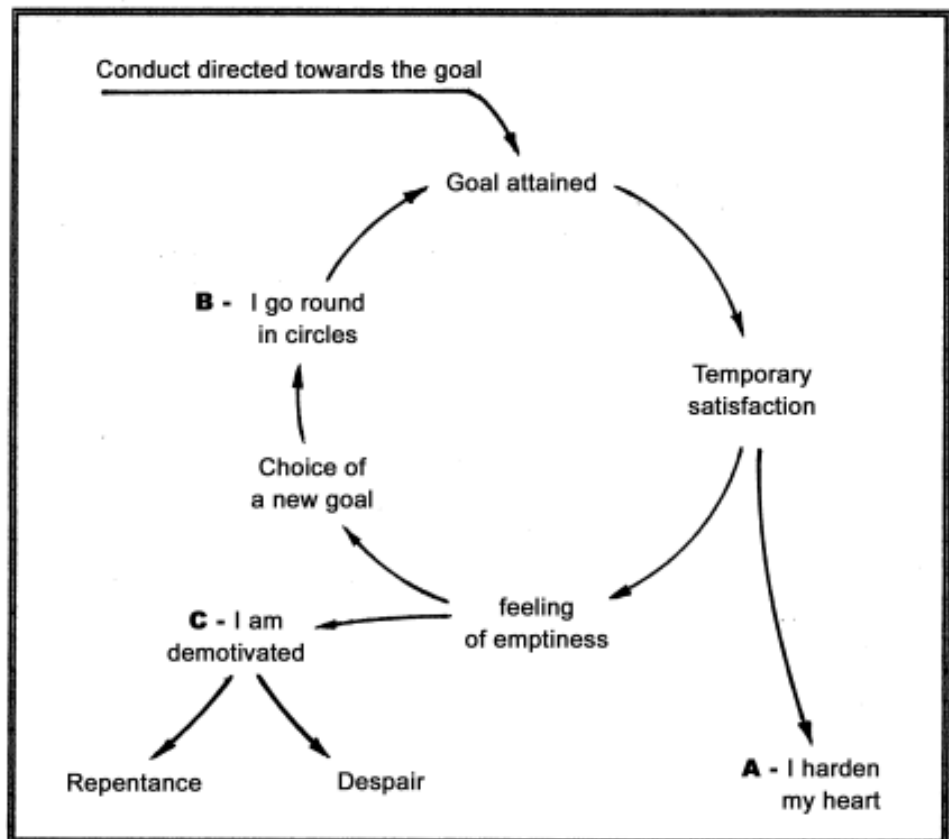 Conduct directed towards the goal
Goal attained
B - I go round
in circles
Temporary
satisfaction
Choice of
a new goal
feeling
of emptiness
C - I am
demotivated
Repentance
Despair
A - I harden
my heart